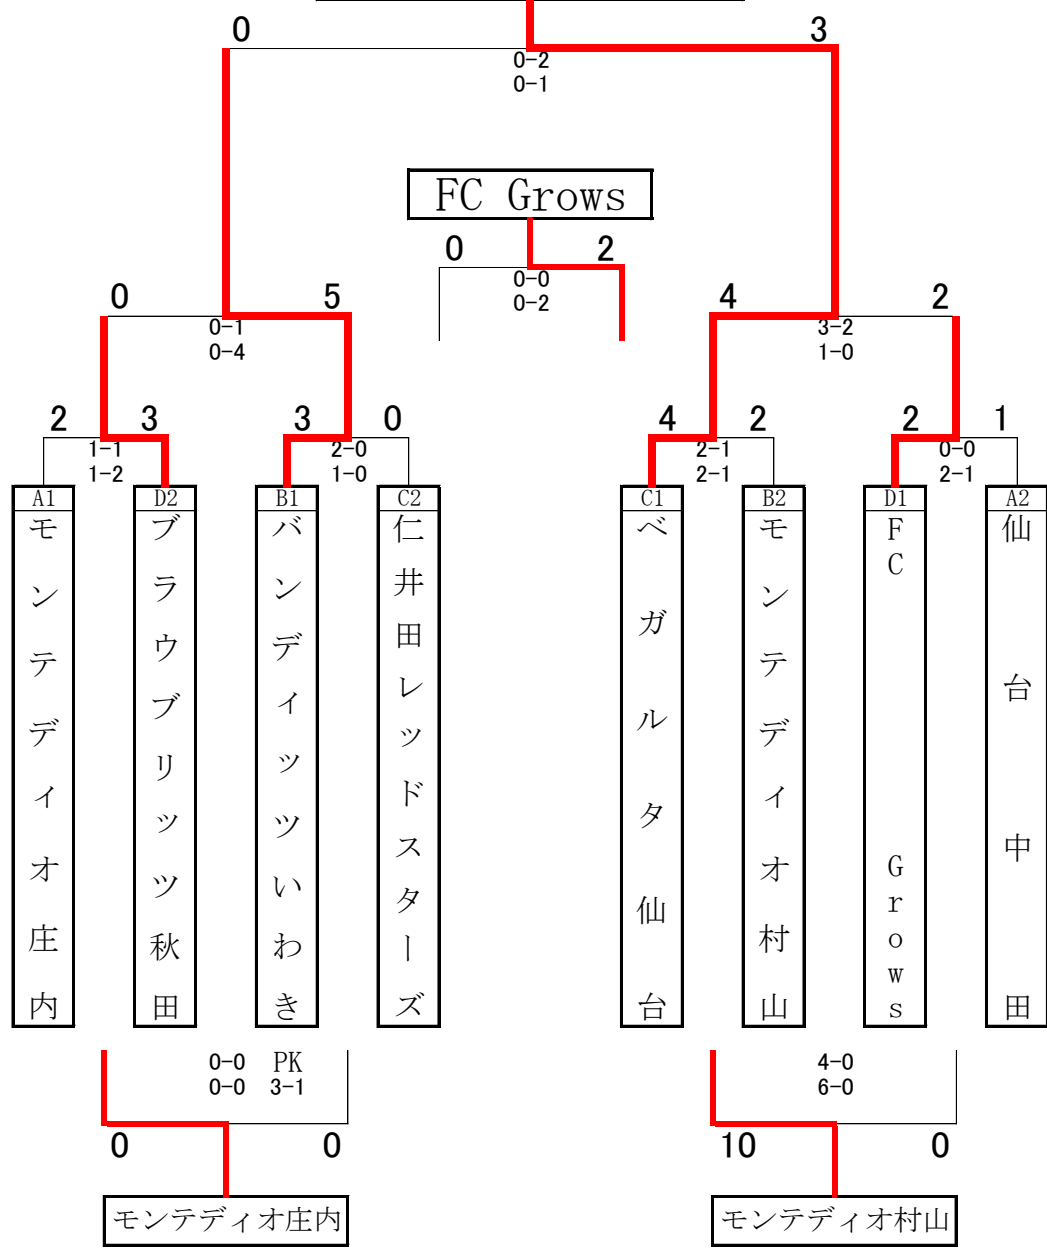 0 3
0-2
0-1
FC Grows
0 2
0-0
0-2
0 5 4 2
0-1 3-2
0-4 1-0
2 3 3 0 4 2 2 1
1-1 2-0 2-1 0-0
1-2 1-0 2-1 2-1
A1 D2 B1 C2 C1 B2 D1 A2
モンテディオ庄内
ブラウブリッツ秋田
バンディッツいわき
仁井田レッドスターズ
ベガルタ仙台
モンテディオ村山
FC Grows
仙台中田
0-0 PK 4-0
0-0 3-1 6-0
0 0 10 0
モンテディオ庄内 モンテディオ村山